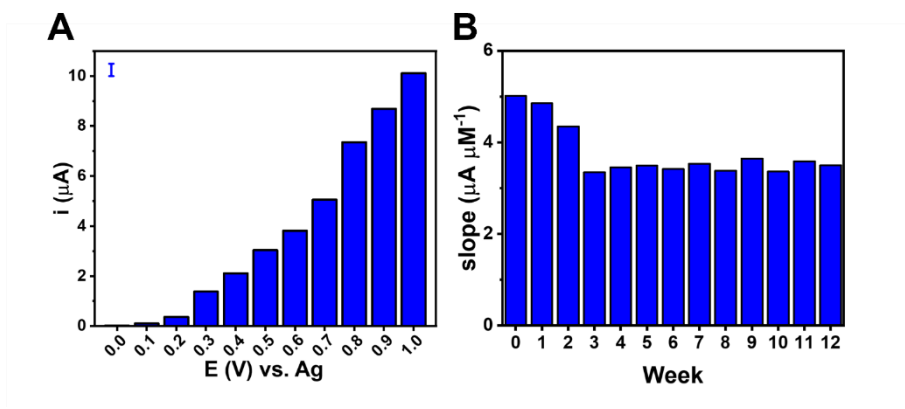 A
i (μA)
10
8
6
4
2
0
0.0 0.1 0.2 0.3 0.4 0.5 0.6 0.7 0.8 0.9 1.0
E (V) vs. Ag
B
slope (μA μM⁻¹)
6
4
2
0
0 1 2 3 4 5 6 7 8 9 10 11 12
Week